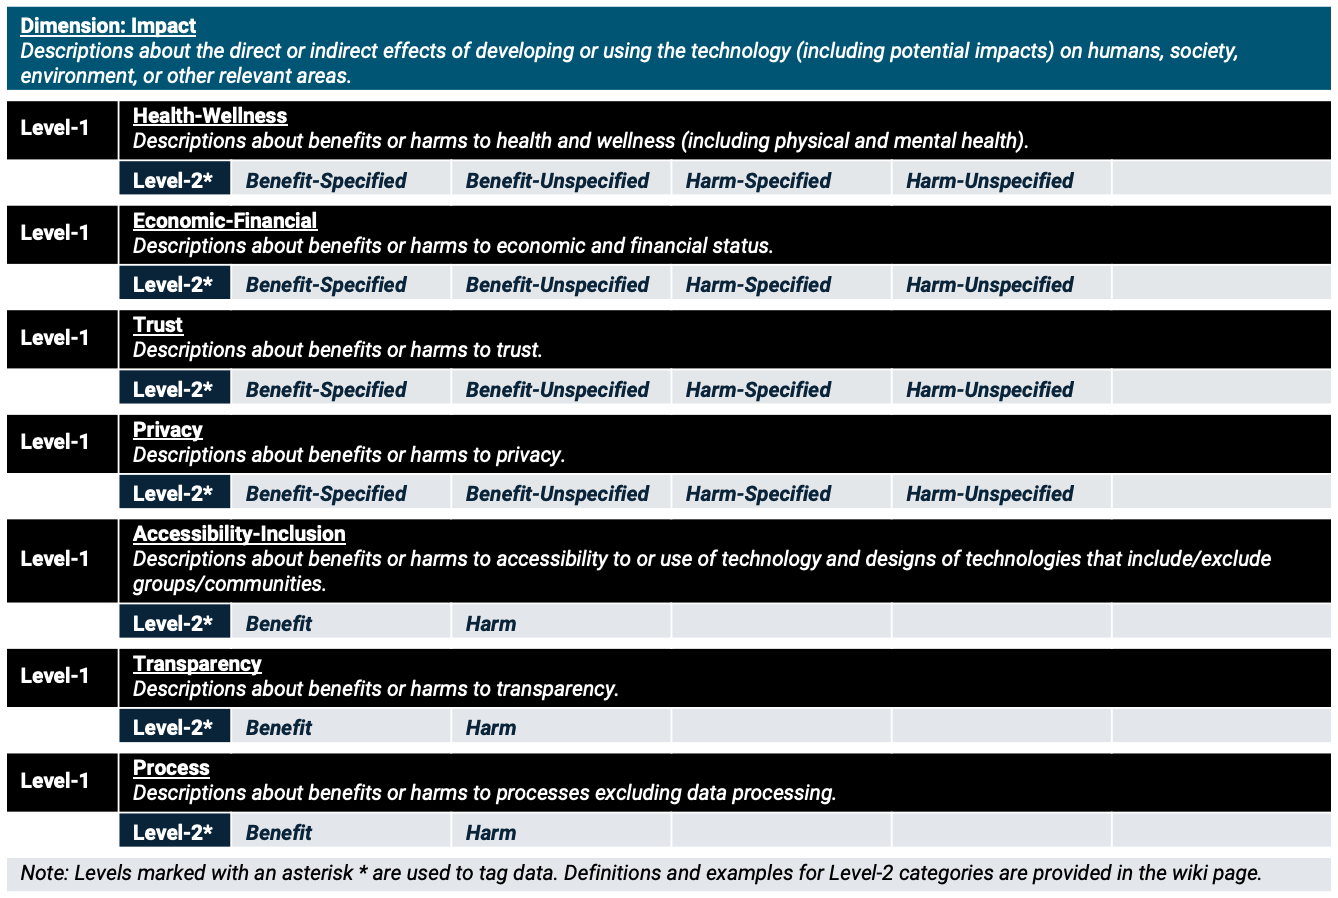 Dimension: Impact
Descriptions about the direct or indirect effects of developing or using the technology (including potential impacts) on humans, society,
environment, or other relevant areas.
Level-1
Health-Wellness
Descriptions about benefits or harms to health and wellness (including physical and mental health).
Level-2* Benefit-Specified Benefit-Unspecified Harm-Specified Harm-Unspecified
Level-1
Economic-Financial
Descriptions about benefits or harms to economic and financial status.
Level-2* Benefit-Specified Benefit-Unspecified Harm-Specified Harm-Unspecified
Level-1
Trust
Descriptions about benefits or harms to trust.
Level-2* Benefit-Specified Benefit-Unspecified Harm-Specified Harm-Unspecified
Level-1
Privacy
Descriptions about benefits or harms to privacy.
Level-2* Benefit-Specified Benefit-Unspecified Harm-Specified Harm-Unspecified
Level-1
Accessibility-Inclusion
Descriptions about benefits or harms to accessibility to or use of technology and designs of technologies that include/exclude
groups/communities.
Level-2* Benefit Harm
Level-1
Transparency
Descriptions about benefits or harms to transparency.
Level-2* Benefit Harm
Level-1
Process
Descriptions about benefits or harms to processes excluding data processing.
Level-2* Benefit Harm
Note: Levels marked with an asterisk * are used to tag data. Definitions and examples for Level-2 categories are provided in the wiki page.